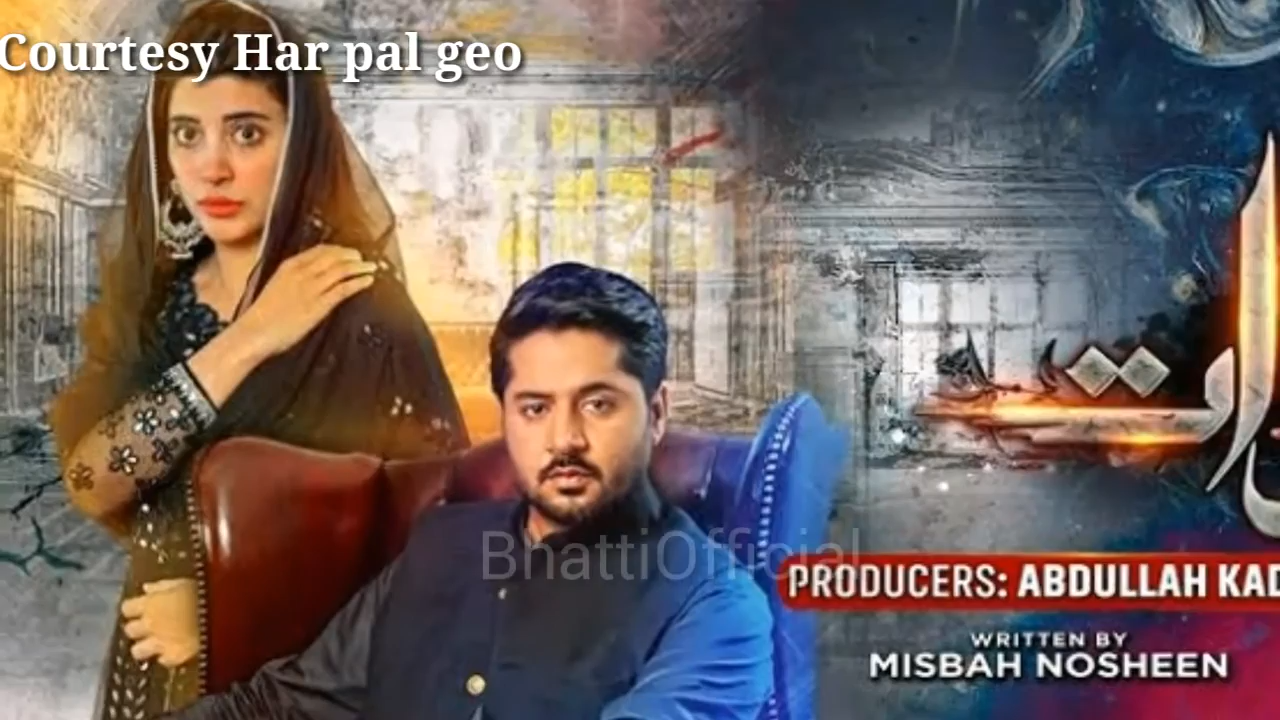 Courtesy Har pal geo
BhattiOfficial
PRODUCERS: ABDULLAH KAD
WRITTEN BY
MISBAH NOSHEEN